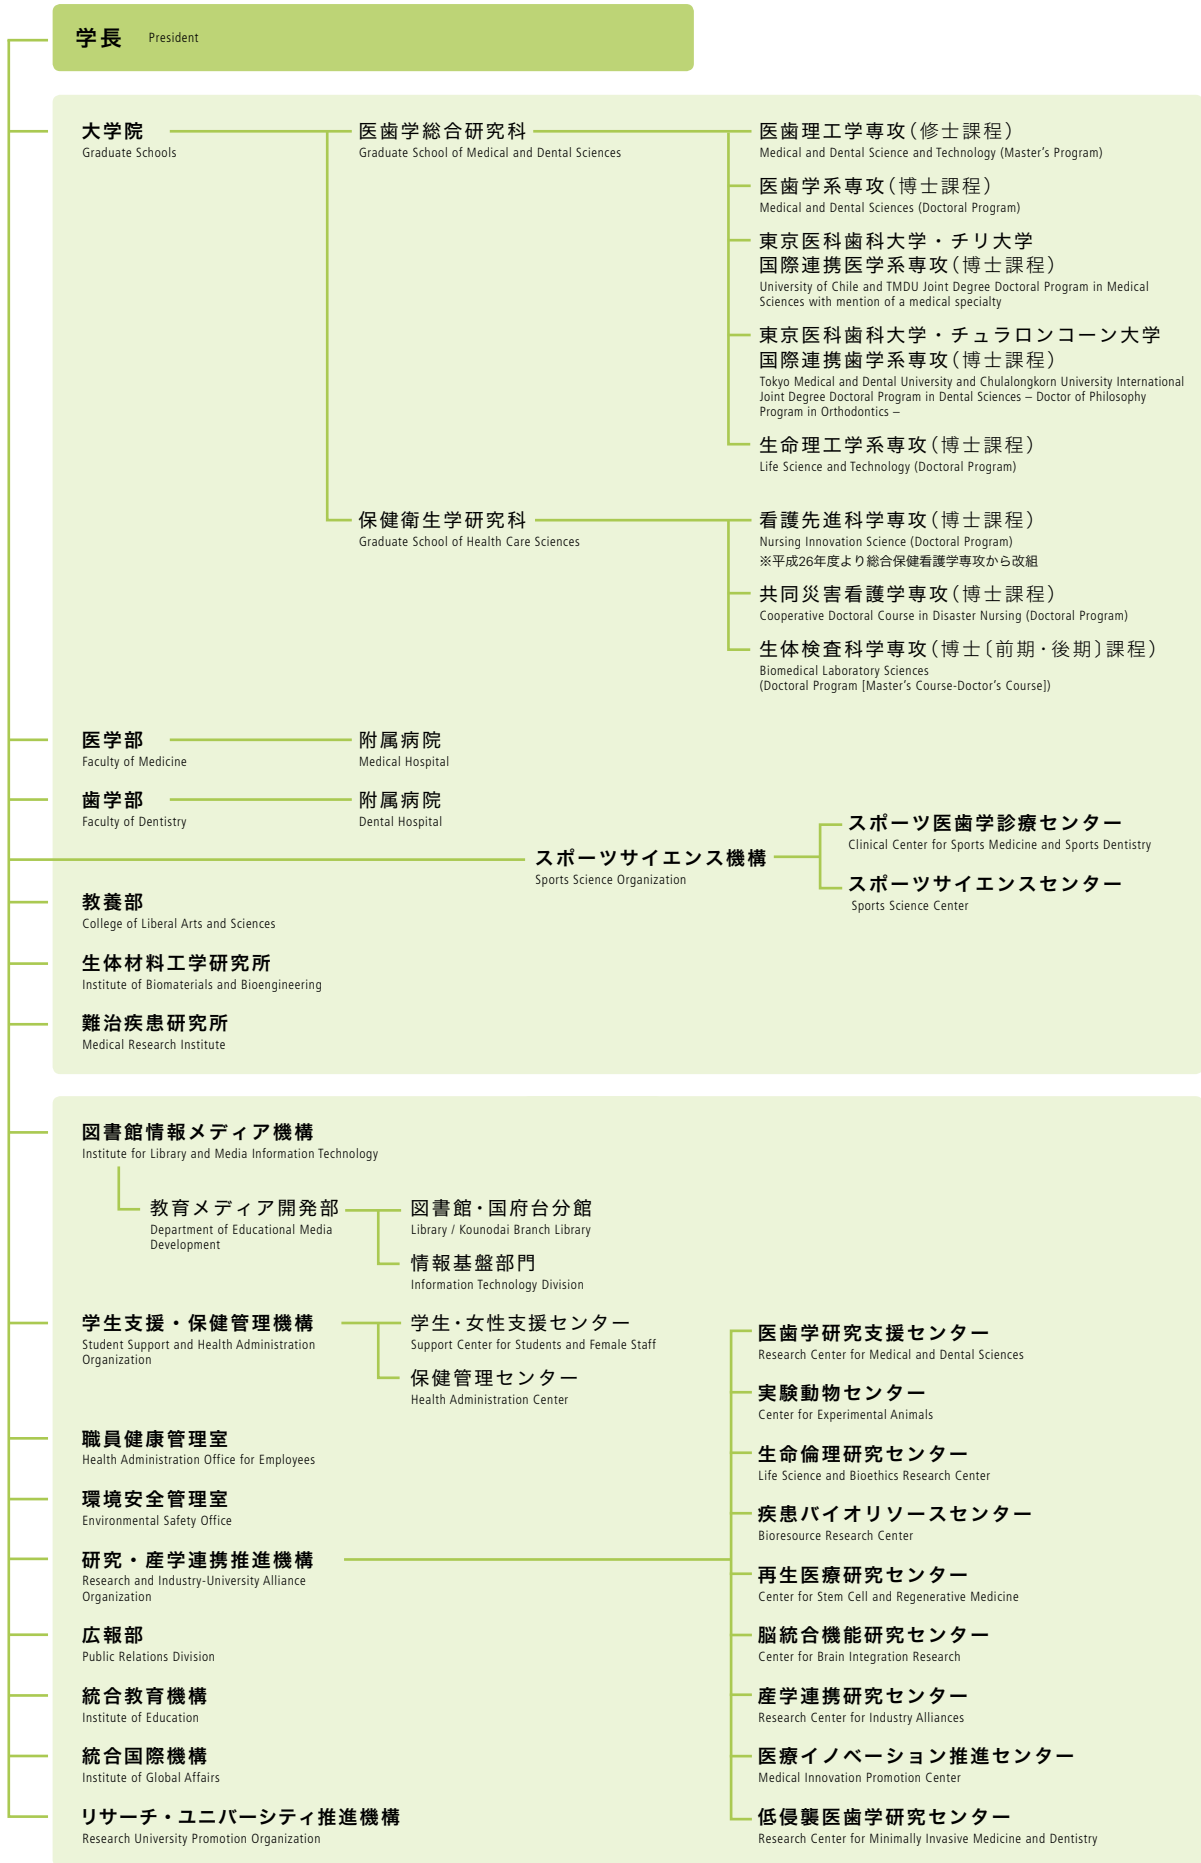 学長 President
大学院
Graduate Schools
医歯学総合研究科
Graduate School of Medical and Dental Sciences
医歯理工学専攻（修士課程）
Medical and Dental Science and Technology (Master's Program)
医歯学系専攻（博士課程）
Medical and Dental Sciences (Doctoral Program)
東京医科歯科大学・チリ大学
国際連携医学系専攻（博士課程）
University of Chile and TMDU Joint Degree Doctoral Program in Medical
Sciences with mention of a medical specialty
東京医科歯科大学・チュラロンコーン大学
国際連携歯学系専攻（博士課程）
Tokyo Medical and Dental University and Chulalongkorn University International
Joint Degree Doctoral Program in Dental Sciences – Doctor of Philosophy
Program in Orthodontics –
生命理工学系専攻（博士課程）
Life Science and Technology (Doctoral Program)
保健衛生学研究科
Graduate School of Health Care Sciences
看護先進科学専攻（博士課程）
Nursing Innovation Science (Doctoral Program)
※平成26年度より総合保健看護学専攻から改組
共同災害看護学専攻（博士課程）
Cooperative Doctoral Course in Disaster Nursing (Doctoral Program)
生体検査科学専攻（博士〔前期・後期〕課程）
Biomedical Laboratory Sciences
(Doctoral Program [Master's Course-Doctor's Course])
医学部
Faculty of Medicine
附属病院
Medical Hospital
歯学部
Faculty of Dentistry
附属病院
Dental Hospital
スポーツサイエンス機構
Sports Science Organization
スポーツ医歯学診療センター
Clinical Center for Sports Medicine and Sports Dentistry
スポーツサイエンスセンター
Sports Science Center
教養部
College of Liberal Arts and Sciences
生体材料工学研究所
Institute of Biomaterials and Bioengineering
難治疾患研究所
Medical Research Institute
図書館情報メディア機構
Institute for Library and Media Information Technology
教育メディア開発部
Department of Educational Media
Development
図書館・国府台分館
Library / Kounodai Branch Library
情報基盤部門
Information Technology Division
学生支援・保健管理機構
Student Support and Health Administration
Organization
学生・女性支援センター
Support Center for Students and Female Staff
保健管理センター
Health Administration Center
職員健康管理室
Health Administration Office for Employees
環境安全管理室
Environmental Safety Office
研究・産学連携推進機構
Research and Industry-University Alliance
Organization
医歯学研究支援センター
Research Center for Medical and Dental Sciences
実験動物センター
Center for Experimental Animals
生命倫理研究センター
Life Science and Bioethics Research Center
疾患バイオリソースセンター
Bioresource Research Center
再生医療研究センター
Center for Stem Cell and Regenerative Medicine
脳統合機能研究センター
Center for Brain Integration Research
産学連携研究センター
Research Center for Industry Alliances
医療イノベーション推進センター
Medical Innovation Promotion Center
低侵襲医歯学研究センター
Research Center for Minimally Invasive Medicine and Dentistry
広報部
Public Relations Division
統合教育機構
Institute of Education
統合国際機構
Institute of Global Affairs
リサーチ・ユニバーシティ推進機構
Research University Promotion Organization